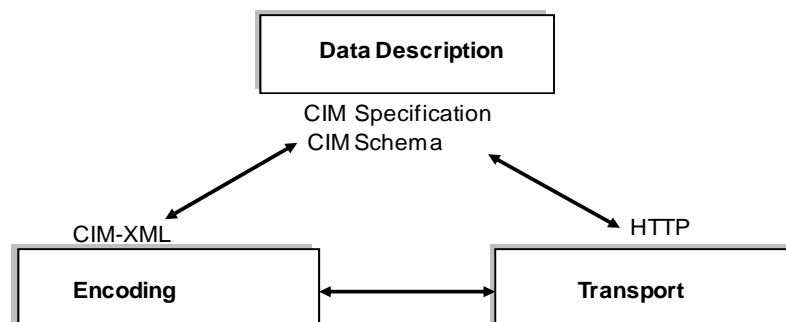 Data Description
CIM Specification
CIM Schema
CIM-XML
HTTP
Encoding
Transport